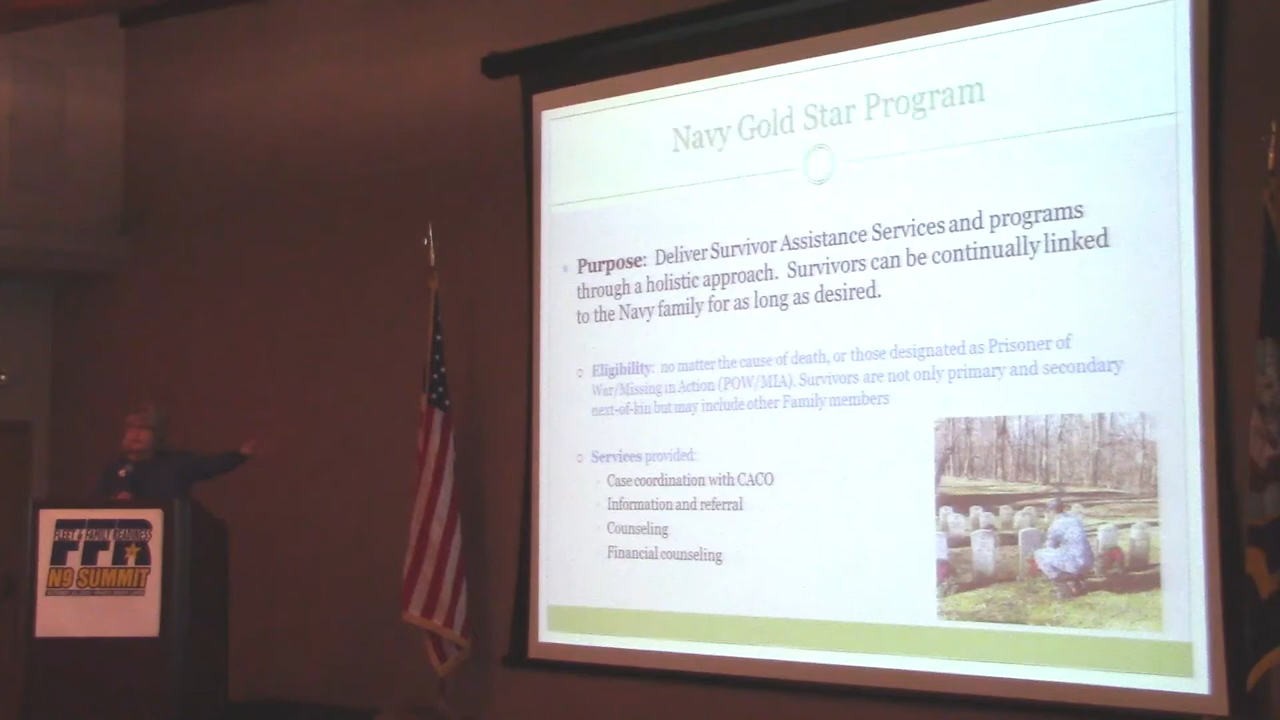 Navy Gold Star Program
Purpose: Deliver Survivor Assistance Services and programs
through a holistic approach. Survivors can be continually linked
to the Navy family for as long as desired.
Eligibility: no matter the cause of death, or those designated as Prisoner of
War/Missing in Action (POW/MIA). Survivors are not only primary and secondary
next-of-kin but may include other Family members
Services provided:
Case coordination with CACO
Information and referral
Counseling
Financial counseling
FLEET & FAMILY READINESS
FFR
N9 SUMMIT